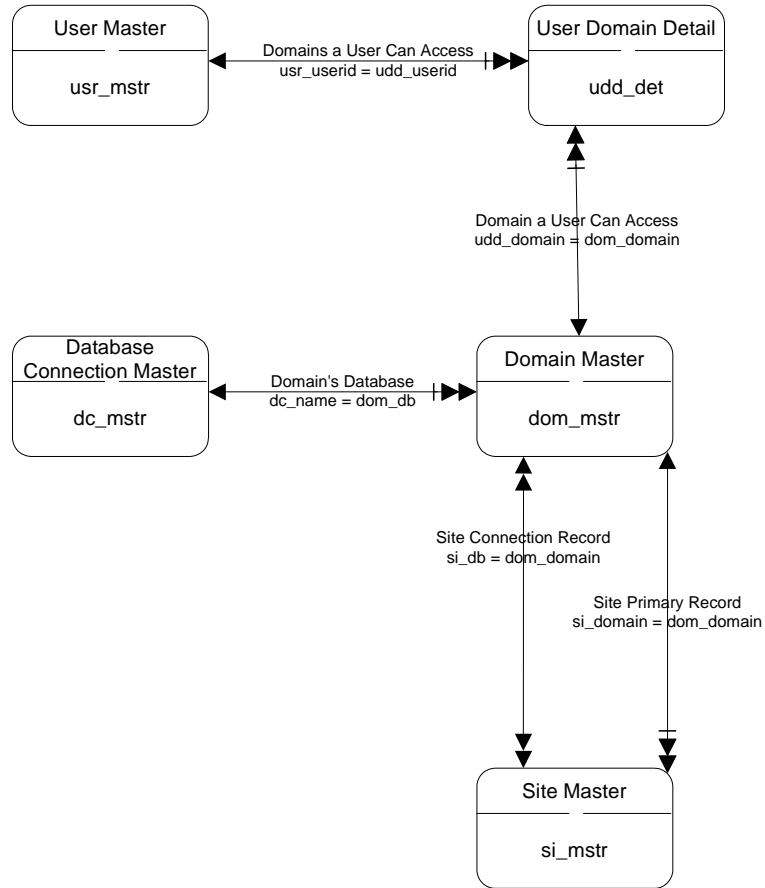 User Master
usr_mstr
Domains a User Can Access
usr_userid = udd_userid
User Domain Detail
udd_det
Domain a User Can Access
udd_domain = dom_domain
Database
Connection Master
dc_mstr
Domain's Database
dc_name = dom_db
Domain Master
dom_mstr
Site Connection Record
si_db = dom_domain
Site Primary Record
si_domain = dom_domain
Site Master
si_mstr